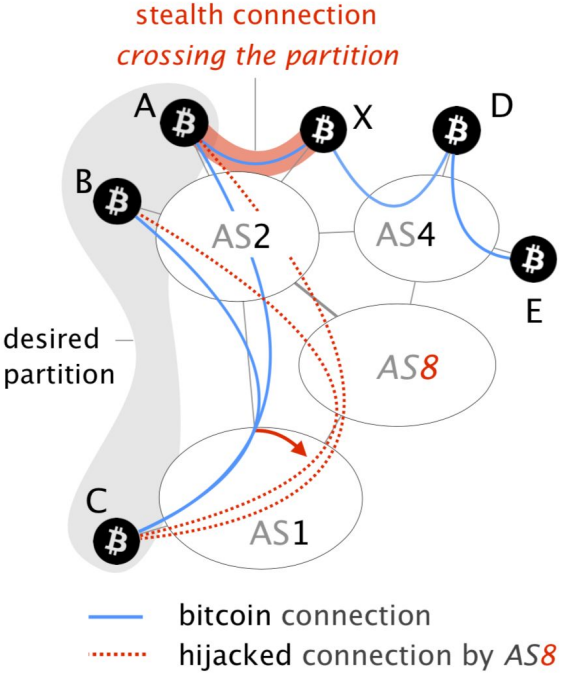 stealth connection
crossing the partition
A
X
D
B
AS2
AS4
E
desired
partition
AS8
C
AS1
bitcoin connection
hijacked connection by AS8